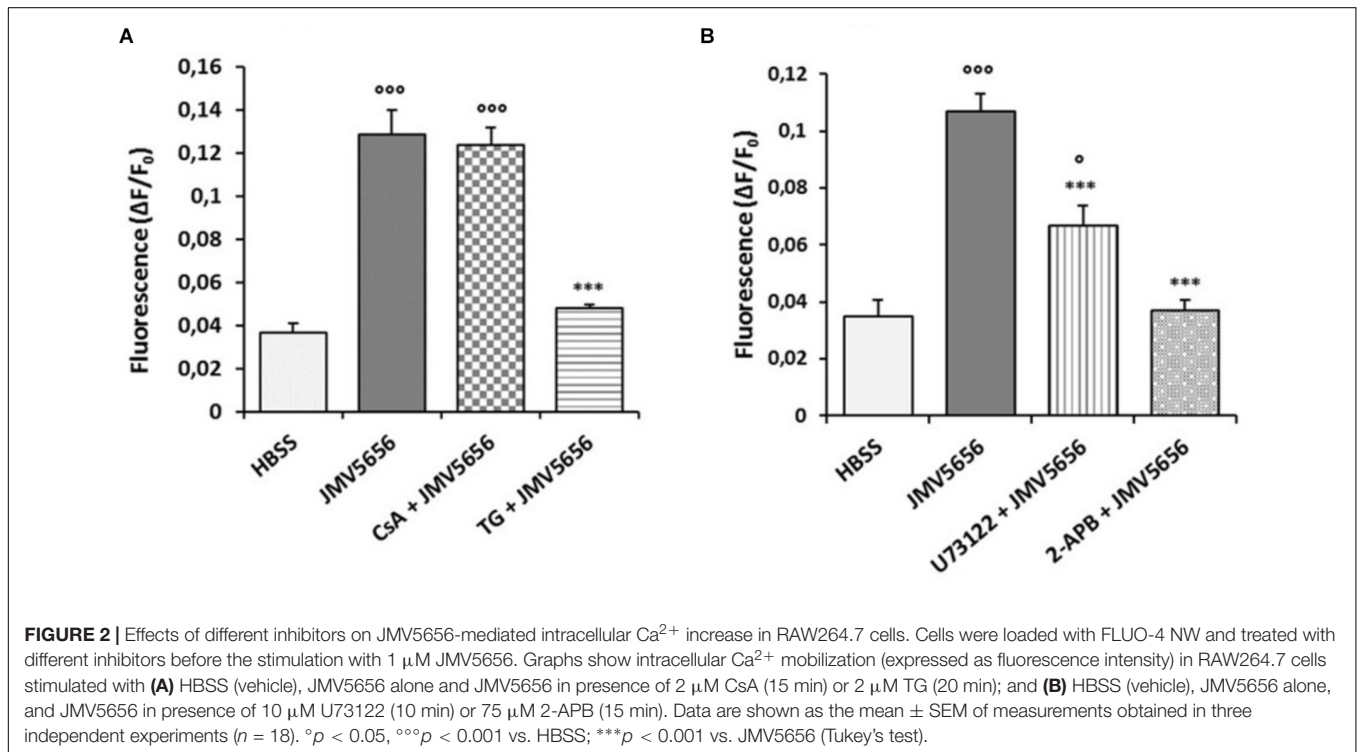 A
0,16
0,14
0,12
0,1
0,08
0,06
0,04
0,02
0
Fluorescence (ΔF/F₀)
°°°
°°°
***
HBSS
JMV5656
CsA + JMV5656
TG + JMV5656
B
0,12
0,1
0,08
0,06
0,04
0,02
0
Fluorescence (ΔF/F₀)
°°°
°
***
***
HBSS
JMV5656
U73122 + JMV5656
2-APB + JMV5656
FIGURE 2 | Effects of different inhibitors on JMV5656-mediated intracellular Ca²⁺ increase in RAW264.7 cells. Cells were loaded with FLUO-4 NW and treated with
different inhibitors before the stimulation with 1 μM JMV5656. Graphs show intracellular Ca²⁺ mobilization (expressed as fluorescence intensity) in RAW264.7 cells
stimulated with (A) HBSS (vehicle), JMV5656 alone and JMV5656 in presence of 2 μM CsA (15 min) or 2 μM TG (20 min); and (B) HBSS (vehicle), JMV5656 alone,
and JMV5656 in presence of 10 μM U73122 (10 min) or 75 μM 2-APB (15 min). Data are shown as the mean ± SEM of measurements obtained in three
independent experiments (n = 18). °p < 0.05, °°°p < 0.001 vs. HBSS; ***p < 0.001 vs. JMV5656 (Tukey's test).